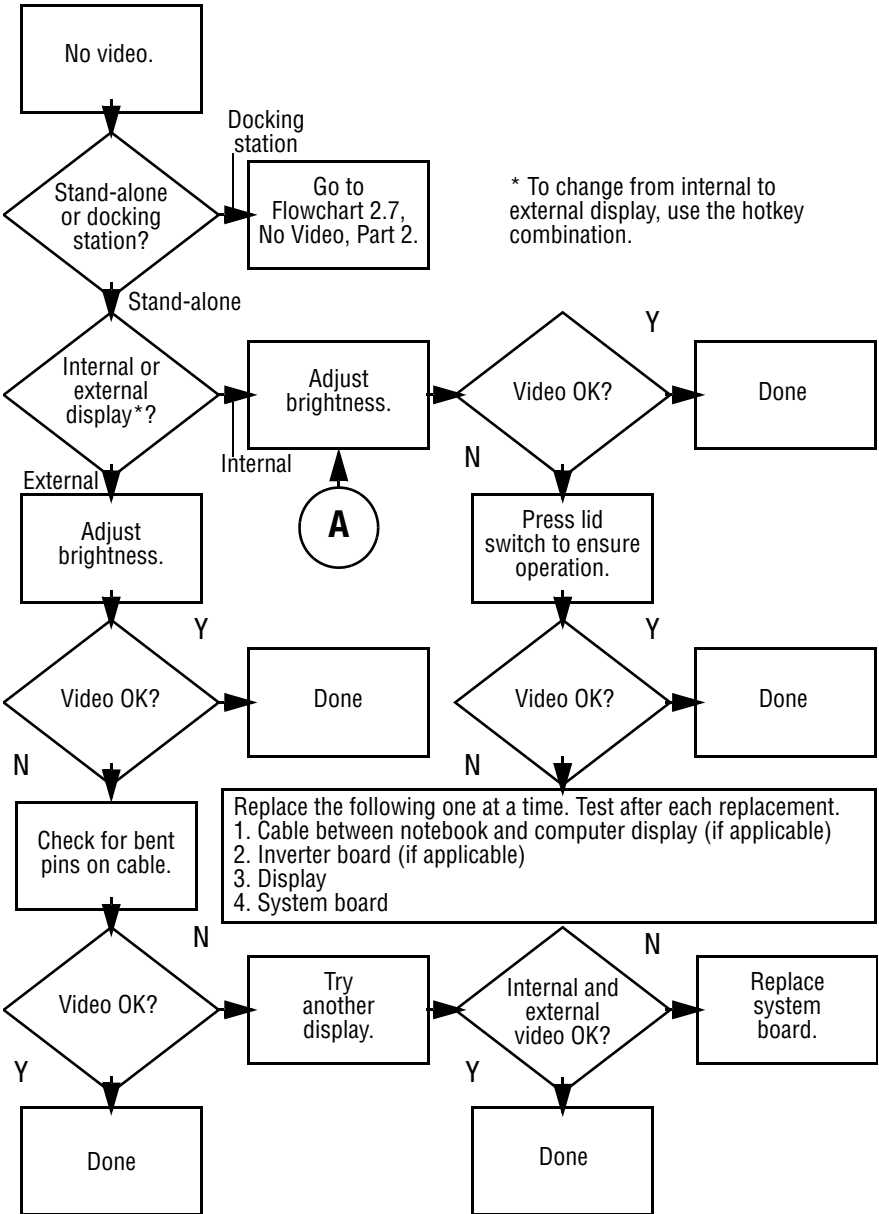 No video.
Docking
station
Stand-alone
or docking
station?
Go to
Flowchart 2.7,
No Video, Part 2.
* To change from internal to
external display, use the hotkey
combination.
Stand-alone
Internal or
external
display*?
Internal
External
Adjust
brightness.
A
Video OK?
Y
Done
N
Press lid
switch to ensure
operation.
Adjust
brightness.
Video OK?
Y
Done
N
Video OK?
Y
Done
N
Check for bent
pins on cable.
Replace the following one at a time. Test after each replacement.
1. Cable between notebook and computer display (if applicable)
2. Inverter board (if applicable)
3. Display
4. System board
Video OK?
N
Try
another
display.
Internal and
external
video OK?
N
Replace
system
board.
Y
Done
Y
Done